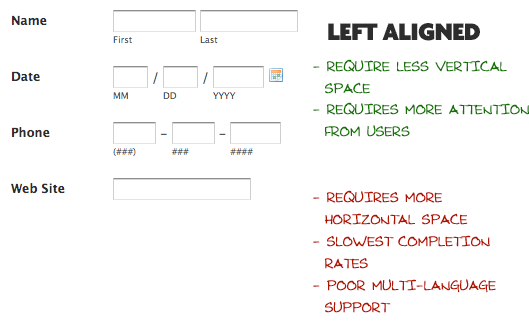 Name
First Last
LEFT ALIGNED
Date
/ /
MM DD YYYY
- REQUIRE LESS VERTICAL
SPACE
- REQUIRES MORE ATTENTION
FROM USERS
Phone
– –
(###) ### ####
Web Site
- REQUIRES MORE
HORIZONTAL SPACE
- SLOWEST COMPLETION
RATES
- POOR MULTI-LANGUAGE
SUPPORT